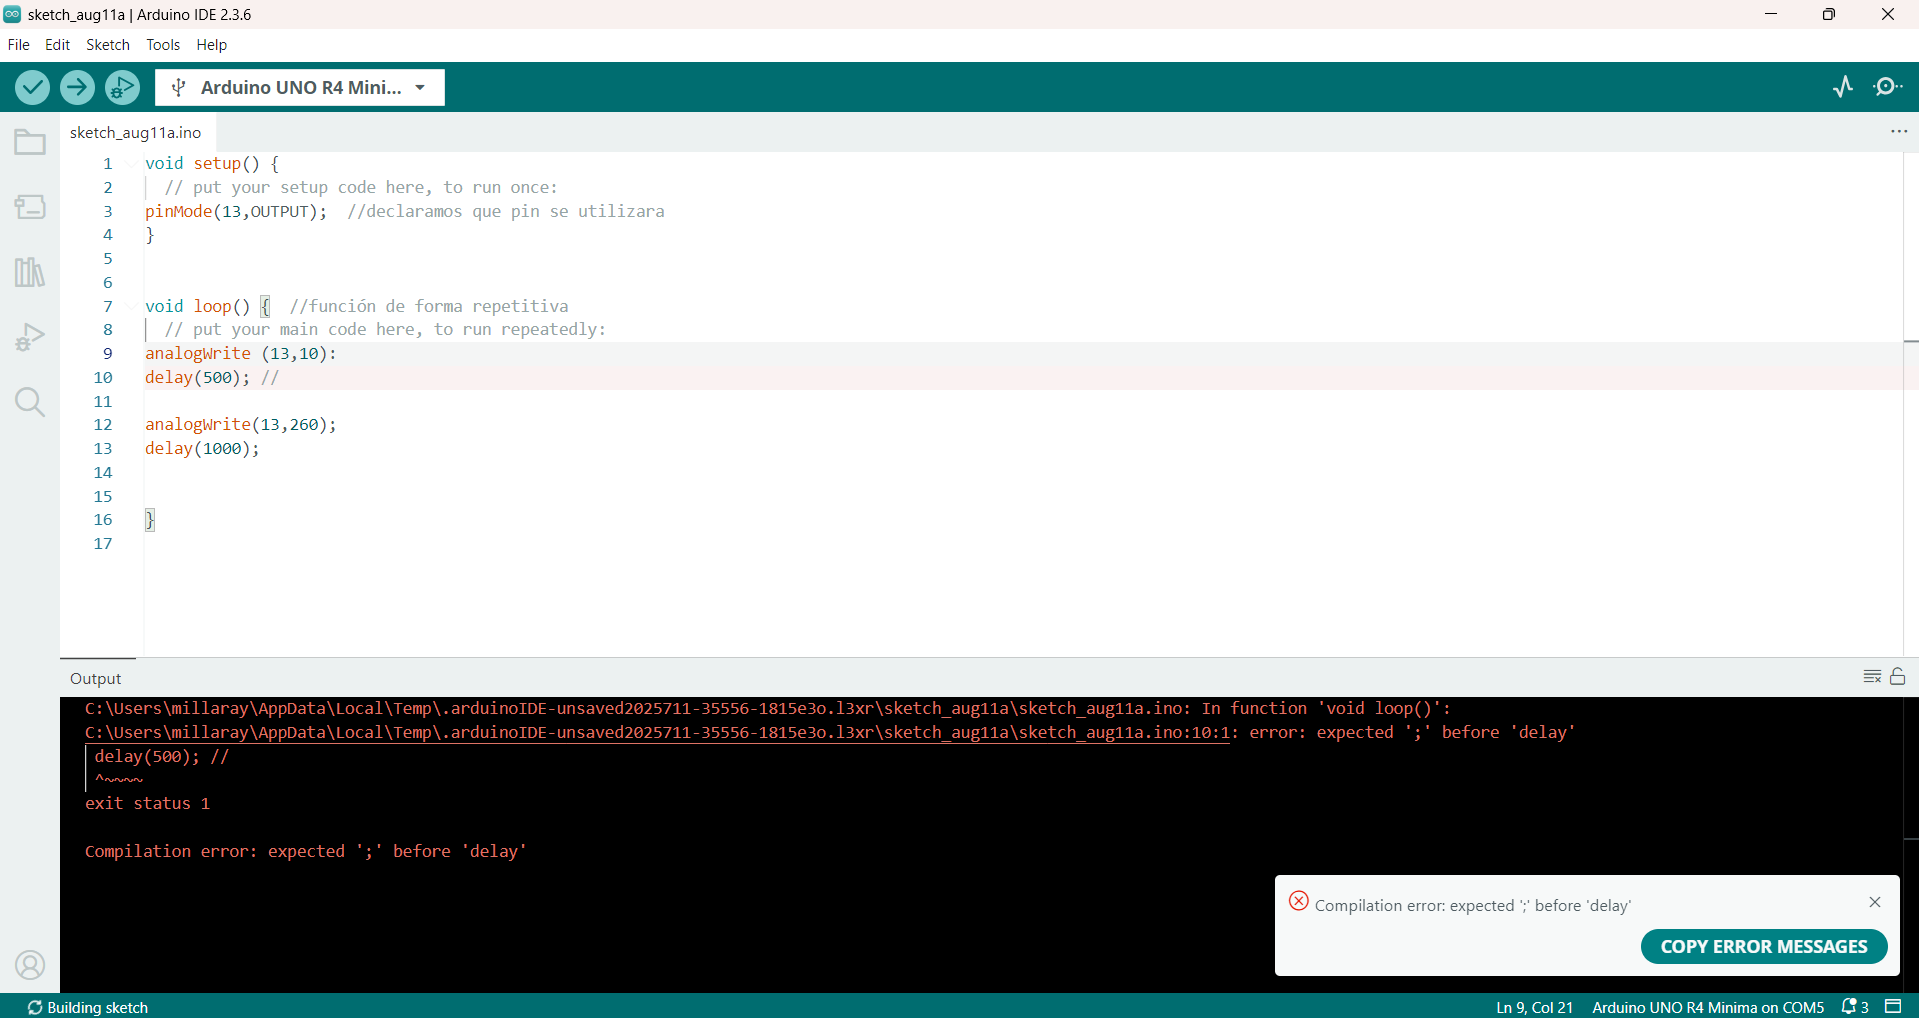 sketch_aug11a | Arduino IDE 2.3.6
File Edit Sketch Tools Help
Arduino UNO R4 Mini...
sketch_aug11a.ino
1 void setup() {
2 // put your setup code here, to run once:
3 pinMode(13,OUTPUT); //declaramos que pin se utilizara
4 }
5
6
7 void loop() { //función de forma repetitiva
8 // put your main code here, to run repeatedly:
9 analogWrite (13,10):
10 delay(500); //
11
12 analogWrite(13,260);
13 delay(1000);
14
15
16 }
17
Output
C:\Users\millaray\AppData\Local\Temp\.arduinoIDE-unsaved2025711-35556-1815e3o.l3xr\sketch_aug11a\sketch_aug11a.ino: In function 'void loop()':
C:\Users\millaray\AppData\Local\Temp\.arduinoIDE-unsaved2025711-35556-1815e3o.l3xr\sketch_aug11a\sketch_aug11a.ino:10:1: error: expected ';' before 'delay'
delay(500); //
^~~~~
exit status 1
Compilation error: expected ';' before 'delay'
Compilation error: expected ';' before 'delay'
COPY ERROR MESSAGES
Building sketch
Ln 9, Col 21 Arduino UNO R4 Minima on COM5 3